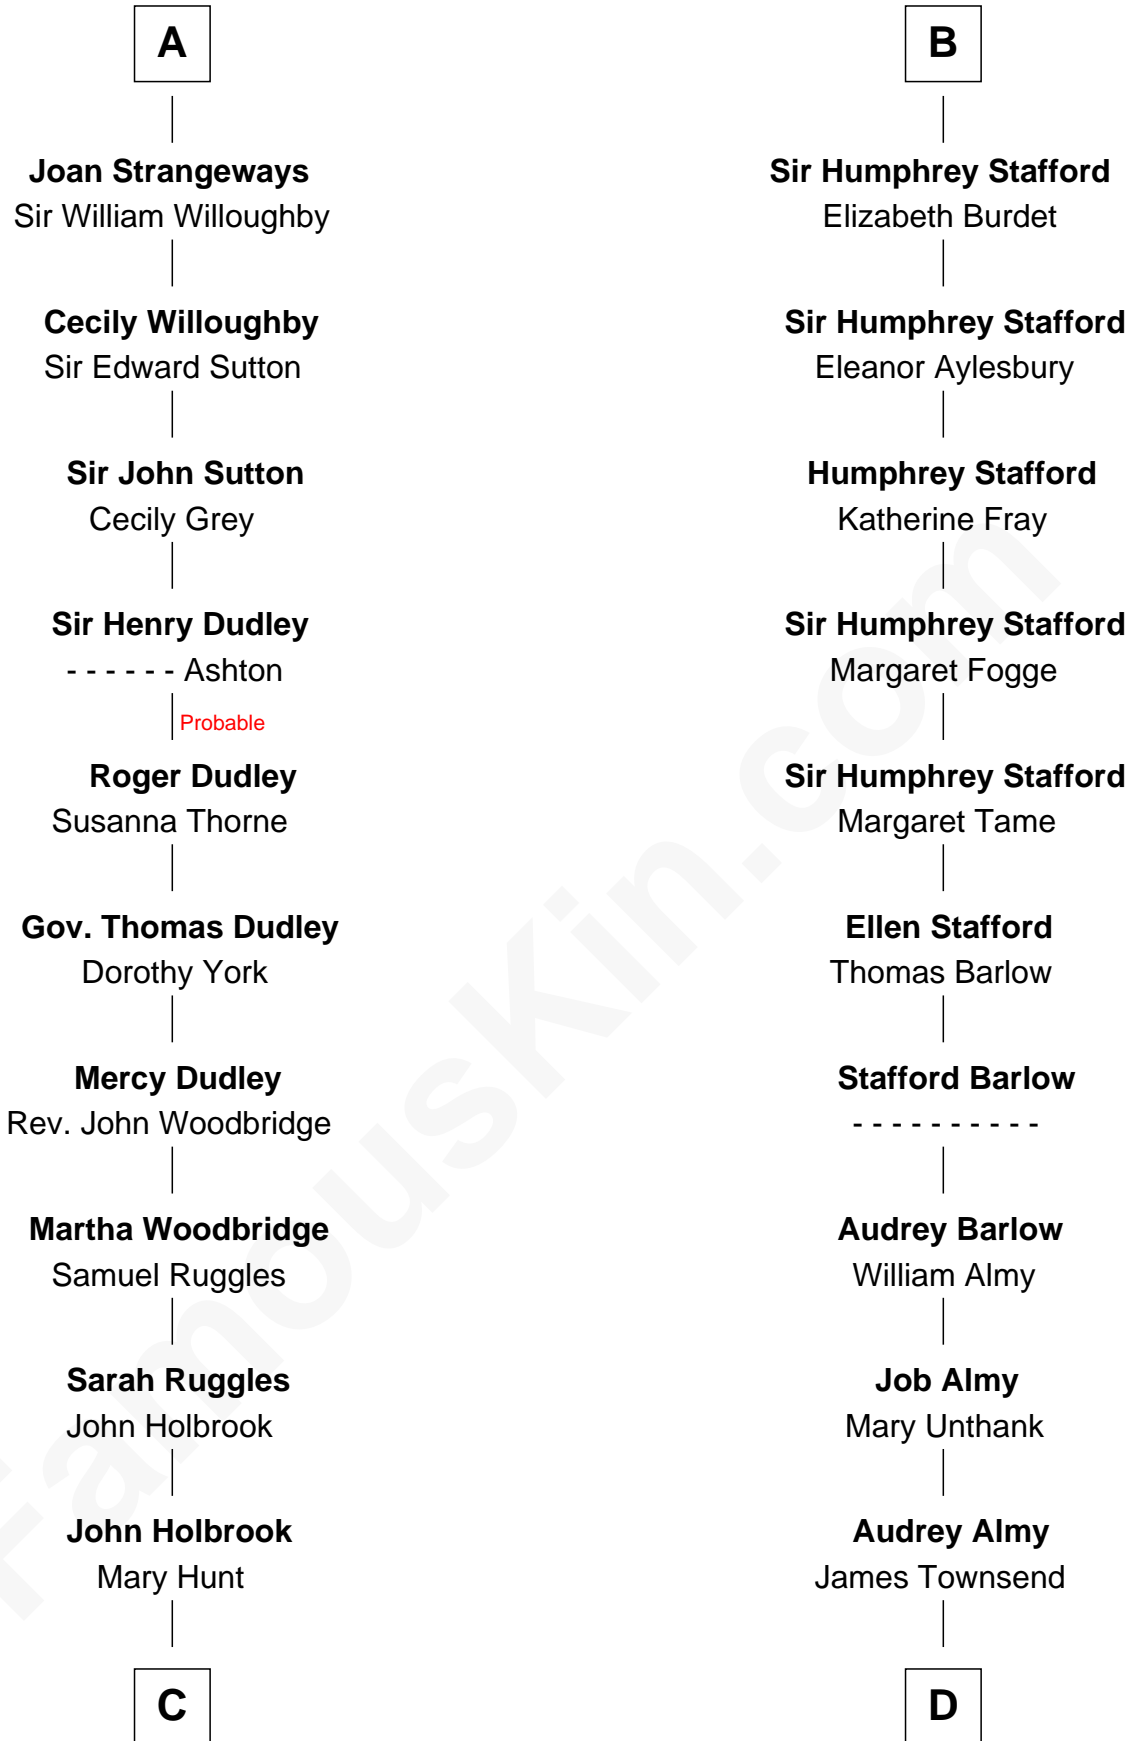 A
Joan Strangeways
Sir William Willoughby
Cecily Willoughby
Sir Edward Sutton
Sir John Sutton
Cecily Grey
Sir Henry Dudley
- - - - - - Ashton
Probable
Roger Dudley
Susanna Thorne
Gov. Thomas Dudley
Dorothy York
Mercy Dudley
Rev. John Woodbridge
Martha Woodbridge
Samuel Ruggles
Sarah Ruggles
John Holbrook
John Holbrook
Mary Hunt
C
B
Sir Humphrey Stafford
Elizabeth Burdet
Sir Humphrey Stafford
Eleanor Aylesbury
Humphrey Stafford
Katherine Fray
Sir Humphrey Stafford
Margaret Fogge
Sir Humphrey Stafford
Margaret Tame
Ellen Stafford
Thomas Barlow
Stafford Barlow
- - - - - - - - - -
Audrey Barlow
William Almy
Job Almy
Mary Unthank
Audrey Almy
James Townsend
D
FamousKin.com